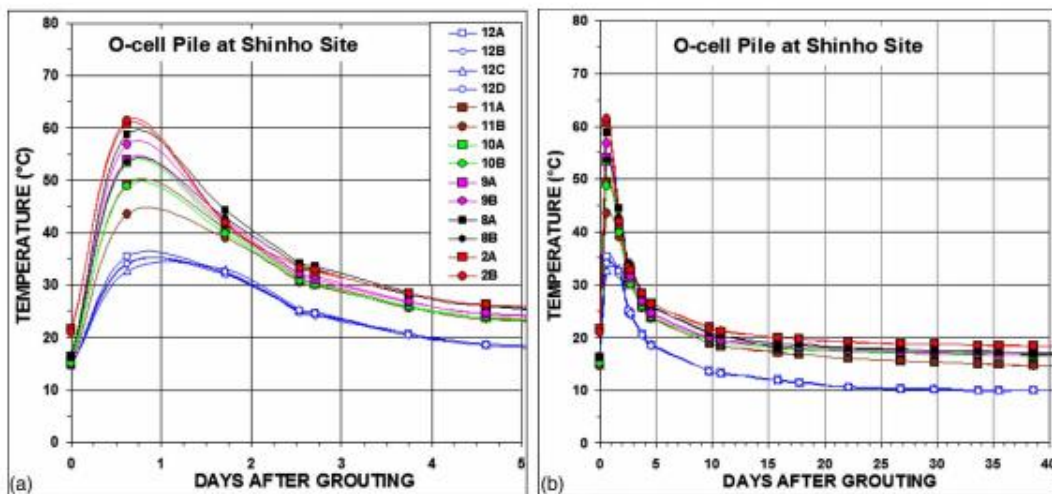 O-cell Pile at Shinho Site
TEMPERATURE (°C)
80
70
60
50
40
30
20
10
0
12A
12B
12C
12D
11A
11B
10A
10B
9A
9B
8A
8B
2A
2B
0 1 2 3 4 5
(a) DAYS AFTER GROUTING
O-cell Pile at Shinho Site
TEMPERATURE (°C)
80
70
60
50
40
30
20
10
0
0 5 10 15 20 25 30 35 40
(b) DAYS AFTER GROUTING